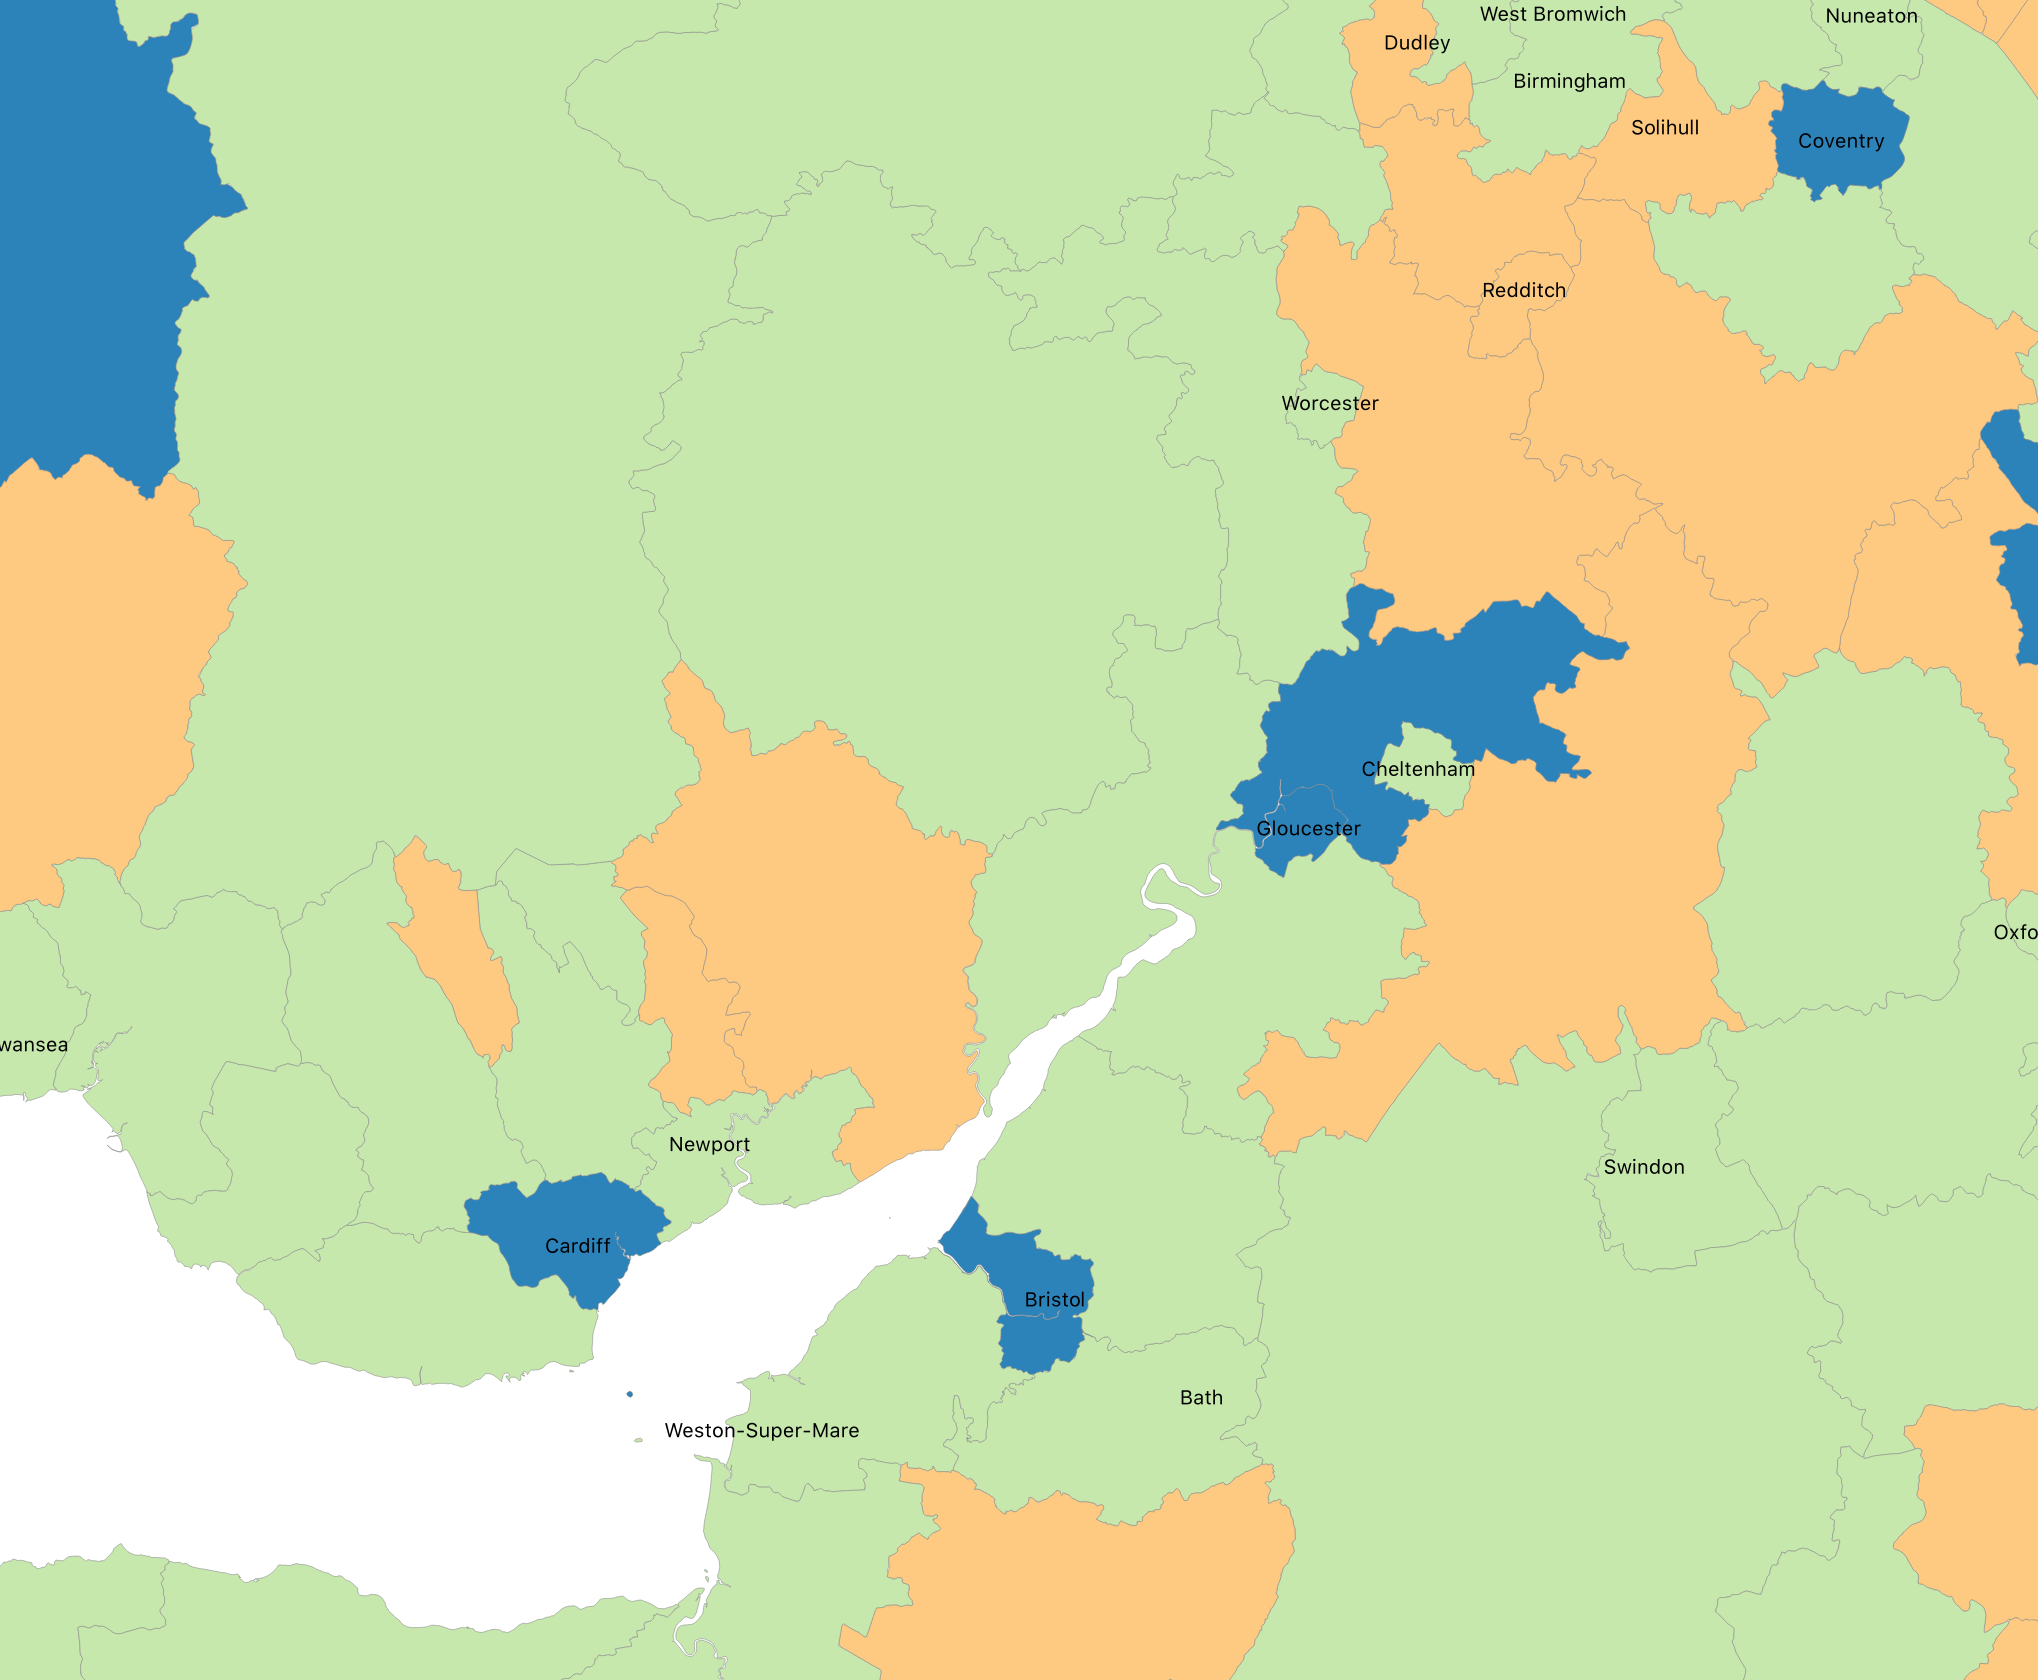 West Bromwich
Nuneaton
Dudley
Birmingham
Solihull
Coventry
Redditch
Worcester
Cheltenham
Gloucester
Oxfo
wansea
Newport
Swindon
Cardiff
Bristol
Bath
Weston-Super-Mare